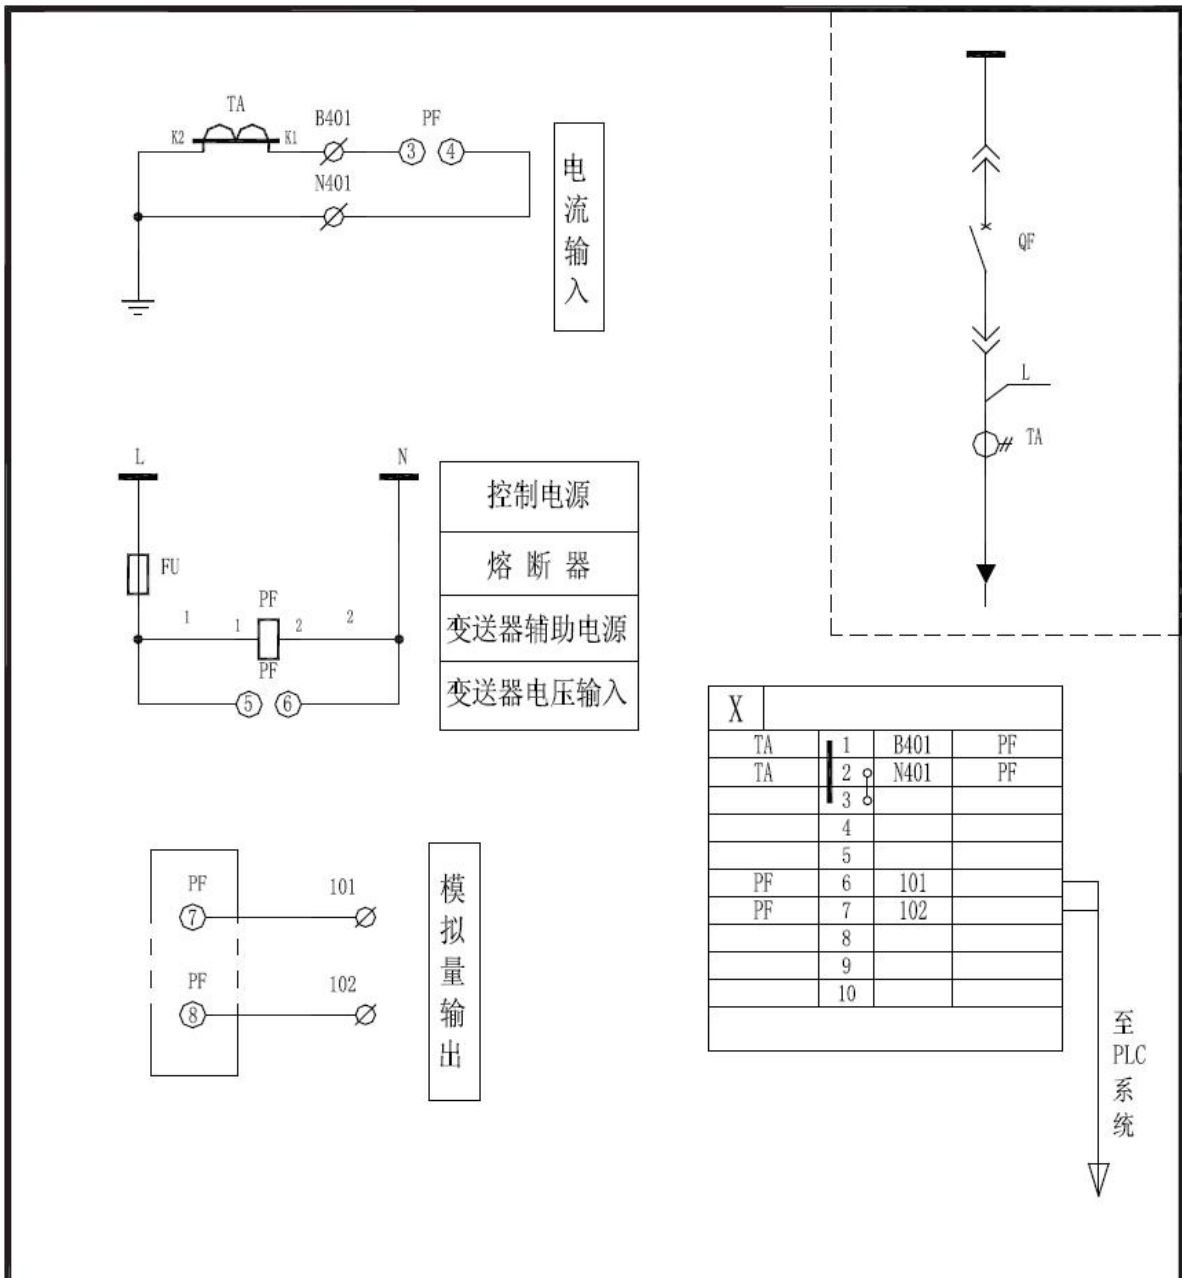 TA
K2
K1
B401
PF
3
4
N401
电流输入
QF
L
TA
L
N
FU
PF
1
1
2
2
PF
5
6
控制电源
熔断器
变送器辅助电源
变送器电压输入
PF
7
101
PF
8
102
模拟量输出
X
TA 1 B401 PF
TA 2 N401 PF
3
4
5
PF 6 101
PF 7 102
8
9
10
至
PLC
系
统